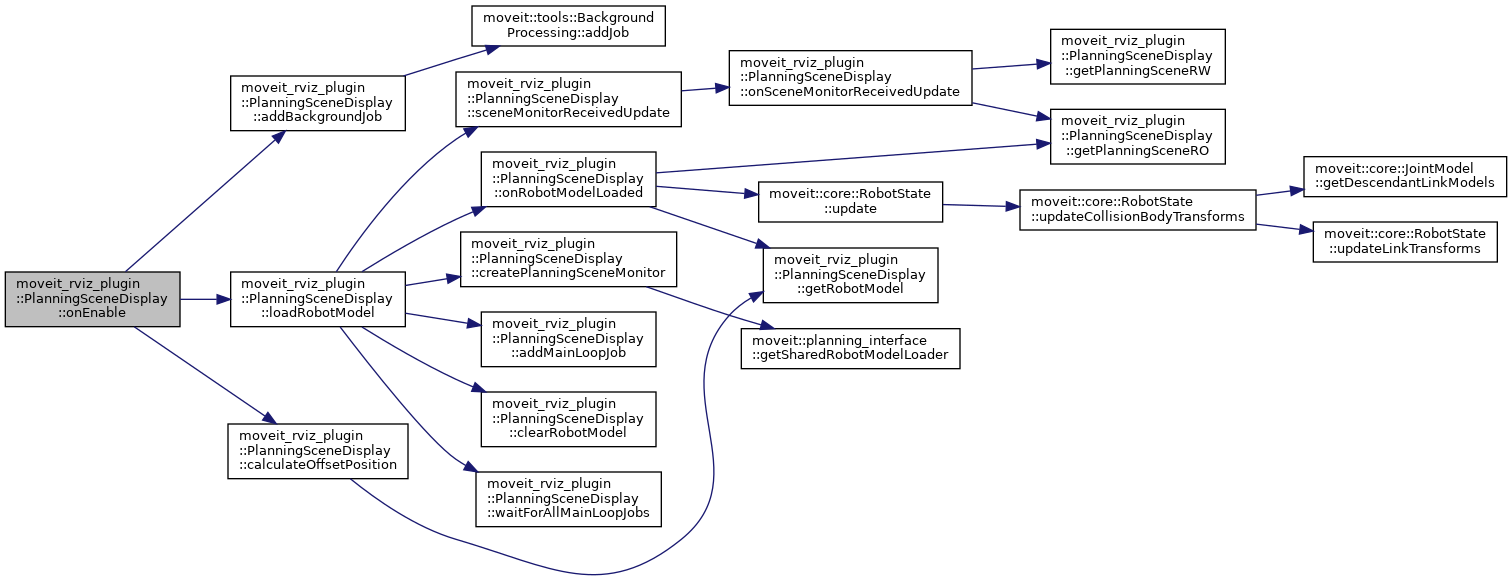 moveit::tools::Background
Processing::addJob
moveit_rviz_plugin
::PlanningSceneDisplay
::addBackgroundJob
moveit_rviz_plugin
::PlanningSceneDisplay
::sceneMonitorReceivedUpdate
moveit_rviz_plugin
::PlanningSceneDisplay
::onSceneMonitorReceivedUpdate
moveit_rviz_plugin
::PlanningSceneDisplay
::getPlanningSceneRW
moveit_rviz_plugin
::PlanningSceneDisplay
::getPlanningSceneRO
moveit_rviz_plugin
::PlanningSceneDisplay
::onRobotModelLoaded
moveit::core::RobotState
::update
moveit::core::RobotState
::updateCollisionBodyTransforms
moveit::core::JointModel
::getDescendantLinkModels
moveit::core::RobotState
::updateLinkTransforms
moveit_rviz_plugin
::PlanningSceneDisplay
::onEnable
moveit_rviz_plugin
::PlanningSceneDisplay
::loadRobotModel
moveit_rviz_plugin
::PlanningSceneDisplay
::createPlanningSceneMonitor
moveit_rviz_plugin
::PlanningSceneDisplay
::getRobotModel
moveit_rviz_plugin
::PlanningSceneDisplay
::addMainLoopJob
moveit::planning_interface
::getSharedRobotModelLoader
moveit_rviz_plugin
::PlanningSceneDisplay
::clearRobotModel
moveit_rviz_plugin
::PlanningSceneDisplay
::calculateOffsetPosition
moveit_rviz_plugin
::PlanningSceneDisplay
::waitForAllMainLoopJobs